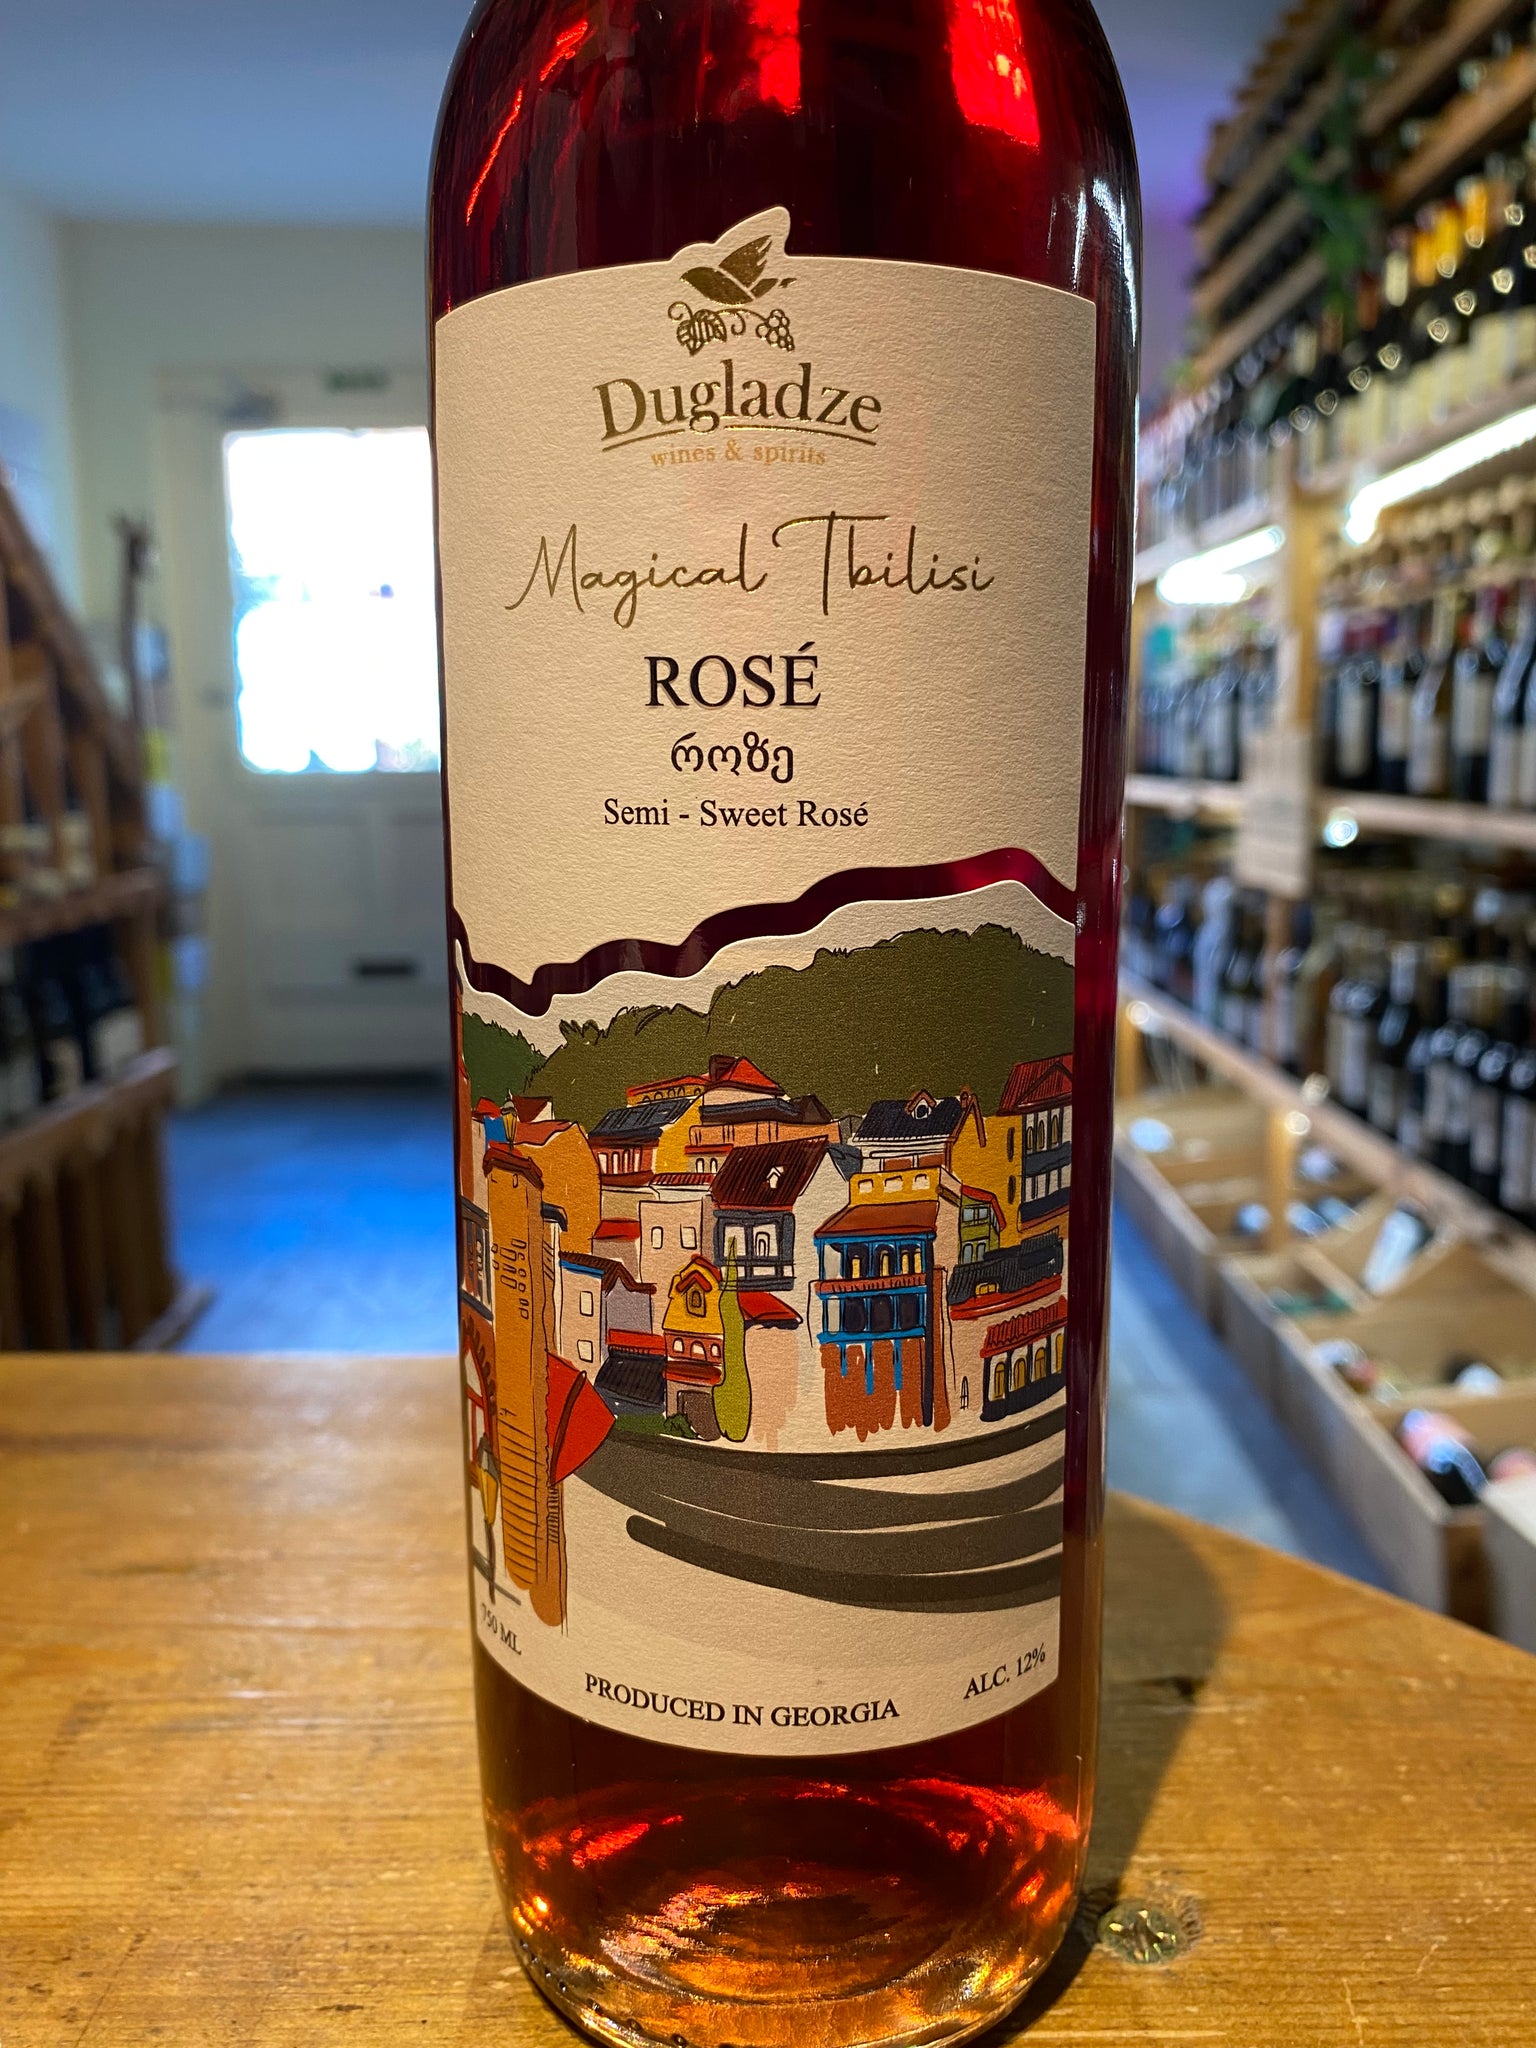 Dugladze
wines & spirits
Magical Tbilisi
ROSÉ
როზე
Semi - Sweet Rosé
750 ML
PRODUCED IN GEORGIA
ALC. 12%